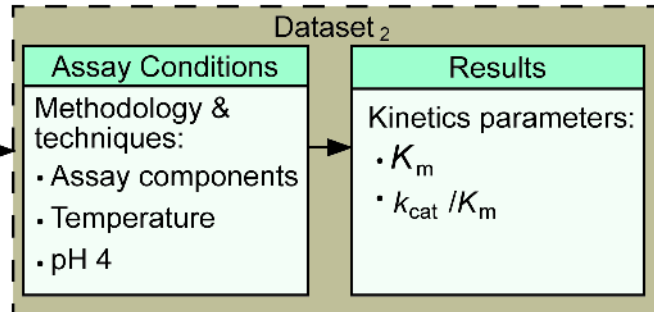 Dataset 2
Assay Conditions
Methodology &
techniques:
· Assay components
· Temperature
· pH 4
Results
Kinetics parameters:
· Km
· kcat /Km